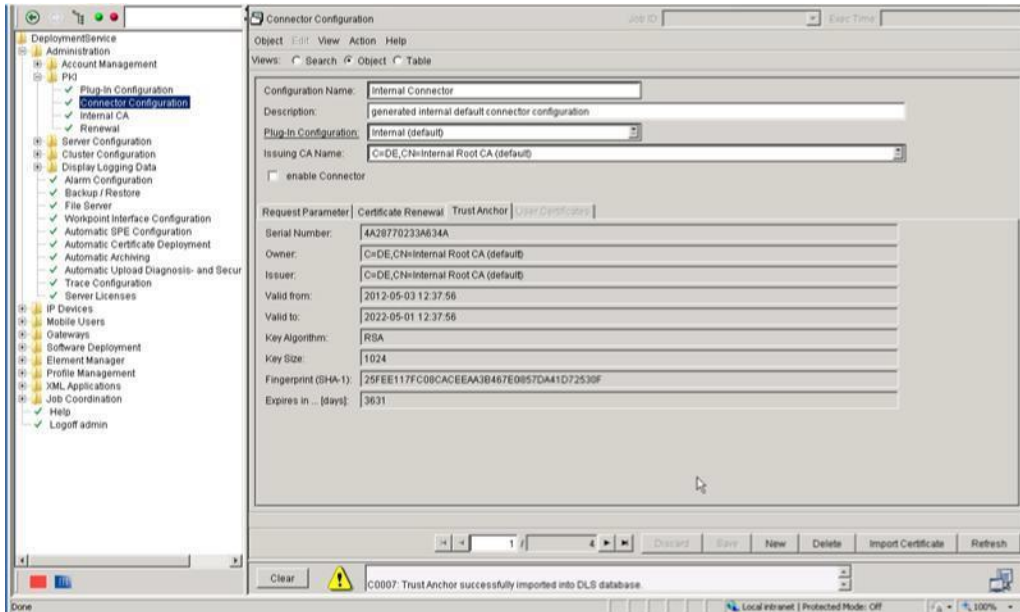 Connector Configuration
Job ID
Exec Time
Object Edit View Action Help
Views: Search Object Table
DeploymentService
Administration
Account Management
PKI
Plug-In Configuration
Connector Configuration
Internal CA
Renewal
Server Configuration
Cluster Configuration
Display Logging Data
Alarm Configuration
Backup / Restore
File Server
Workpoint Interface Configuration
Automatic SPE Configuration
Automatic Certificate Deployment
Automatic Archiving
Automatic Upload Diagnosis- and Secur
Trace Configuration
Server Licenses
IP Devices
Mobile Users
Gateways
Software Deployment
Element Manager
Profile Management
XML Applications
Job Coordination
Help
Logoff admin
Configuration Name: Internal Connector
Description: generated internal default connector configuration
Plug-In Configuration: Internal (default)
Issuing CA Name: C=DE,CN=Internal Root CA (default)
enable Connector
Request Parameter Certificate Renewal Trust Anchor User Certificates
Serial Number: 4A28770233A634A
Owner: C=DE,CN=Internal Root CA (default)
Issuer: C=DE,CN=Internal Root CA (default)
Valid from: 2012-05-03 12:37:56
Valid to: 2022-05-01 12:37:56
Key Algorithm: RSA
Key Size: 1024
Fingerprint (SHA-1): 25FEE117FC08CACEEAA3B467E0857DA41D72530F
Expires in ... [days]: 3631
1 / 4 Discard Save New Delete Import Certificate Refresh
Clear C0007: Trust Anchor successfully imported into DLS database.
Done Local intranet | Protected Mode: Off 100%